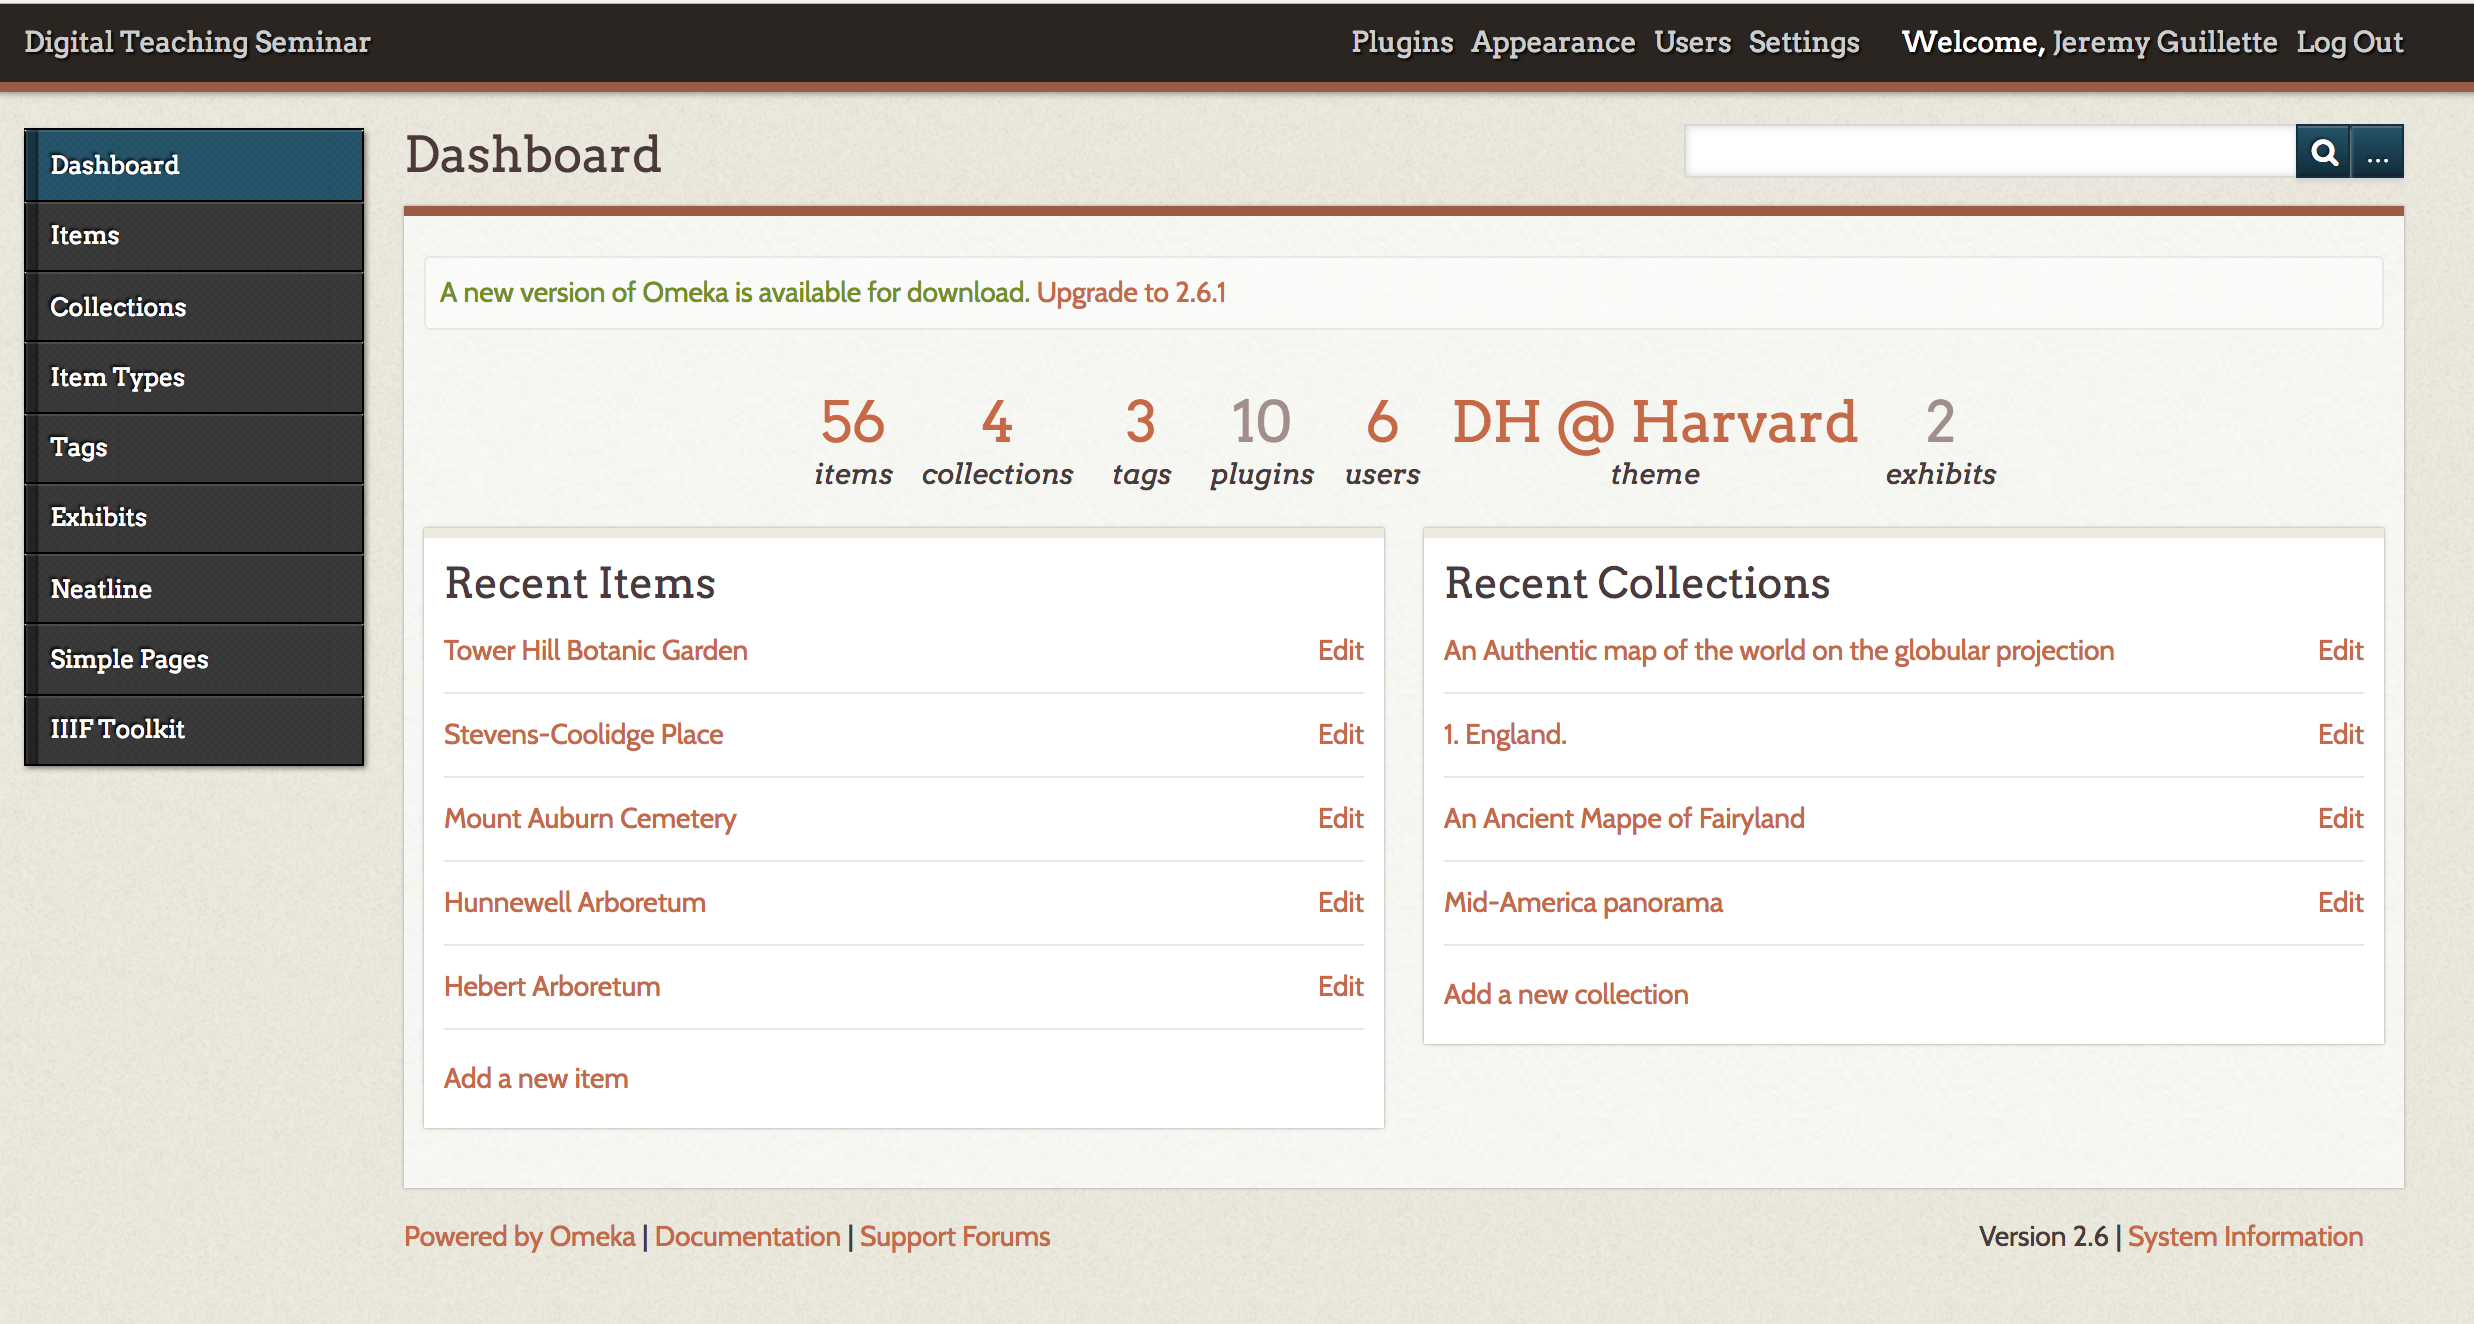 Digital Teaching Seminar
Plugins Appearance Users Settings Welcome, Jeremy Guillette Log Out
Dashboard
Items
Collections
Item Types
Tags
Exhibits
Neatline
Simple Pages
IIIF Toolkit
Dashboard
...
A new version of Omeka is available for download. Upgrade to 2.6.1
56 4 3 10 6 DH @ Harvard 2
items collections tags plugins users theme exhibits
Recent Items
Tower Hill Botanic Garden Edit
Stevens-Coolidge Place Edit
Mount Auburn Cemetery Edit
Hunnewell Arboretum Edit
Hebert Arboretum Edit
Add a new item
Recent Collections
An Authentic map of the world on the globular projection Edit
1. England. Edit
An Ancient Mappe of Fairyland Edit
Mid-America panorama Edit
Add a new collection
Powered by Omeka | Documentation | Support Forums
Version 2.6 | System Information